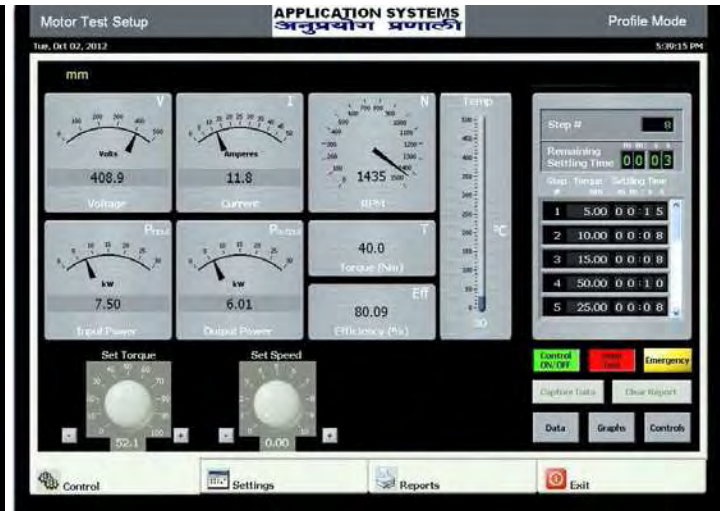 Motor Test Setup
APPLICATION SYSTEMS
अनुप्रयोग प्रणाली
Profile Mode
Tue, Oct 02, 2012
5:39:15 PM
mm
V
Volts
408.9
Voltage
I
Amperes
11.8
Current
N
1435
RPM
Temp
°C
30
Pinput
kW
7.50
Input Power
Poutput
kW
6.01
Output Power
T
40.0
Torque (Nm)
Eff
80.09
Efficiency (%)
Step # 8
Remaining
Settling Time
m m s s
0 0 0 3
Step Torque Settling Time
# nm m m s s
1 5.00 0 0 : 1 5
2 10.00 0 0 : 0 8
3 15.00 0 0 : 0 8
4 50.00 0 0 : 1 0
5 25.00 0 0 : 0 8
Set Torque
52.1
- +
Set Speed
0.00
- +
Control
ON/OFF
Test
Emergency
Capture Data
Clear Report
Data
Graphs
Controls
Control
Settings
Reports
Exit